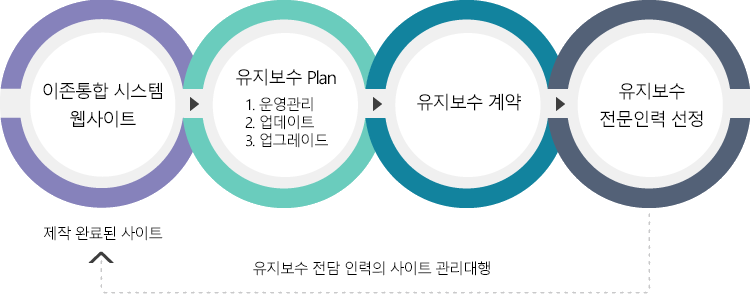 이존통합 시스템
웹사이트
유지보수 Plan
1. 운영관리
2. 업데이트
3. 업그레이드
유지보수 계약
유지보수
전문인력 선정
제작 완료된 사이트
유지보수 전담 인력의 사이트 관리대행